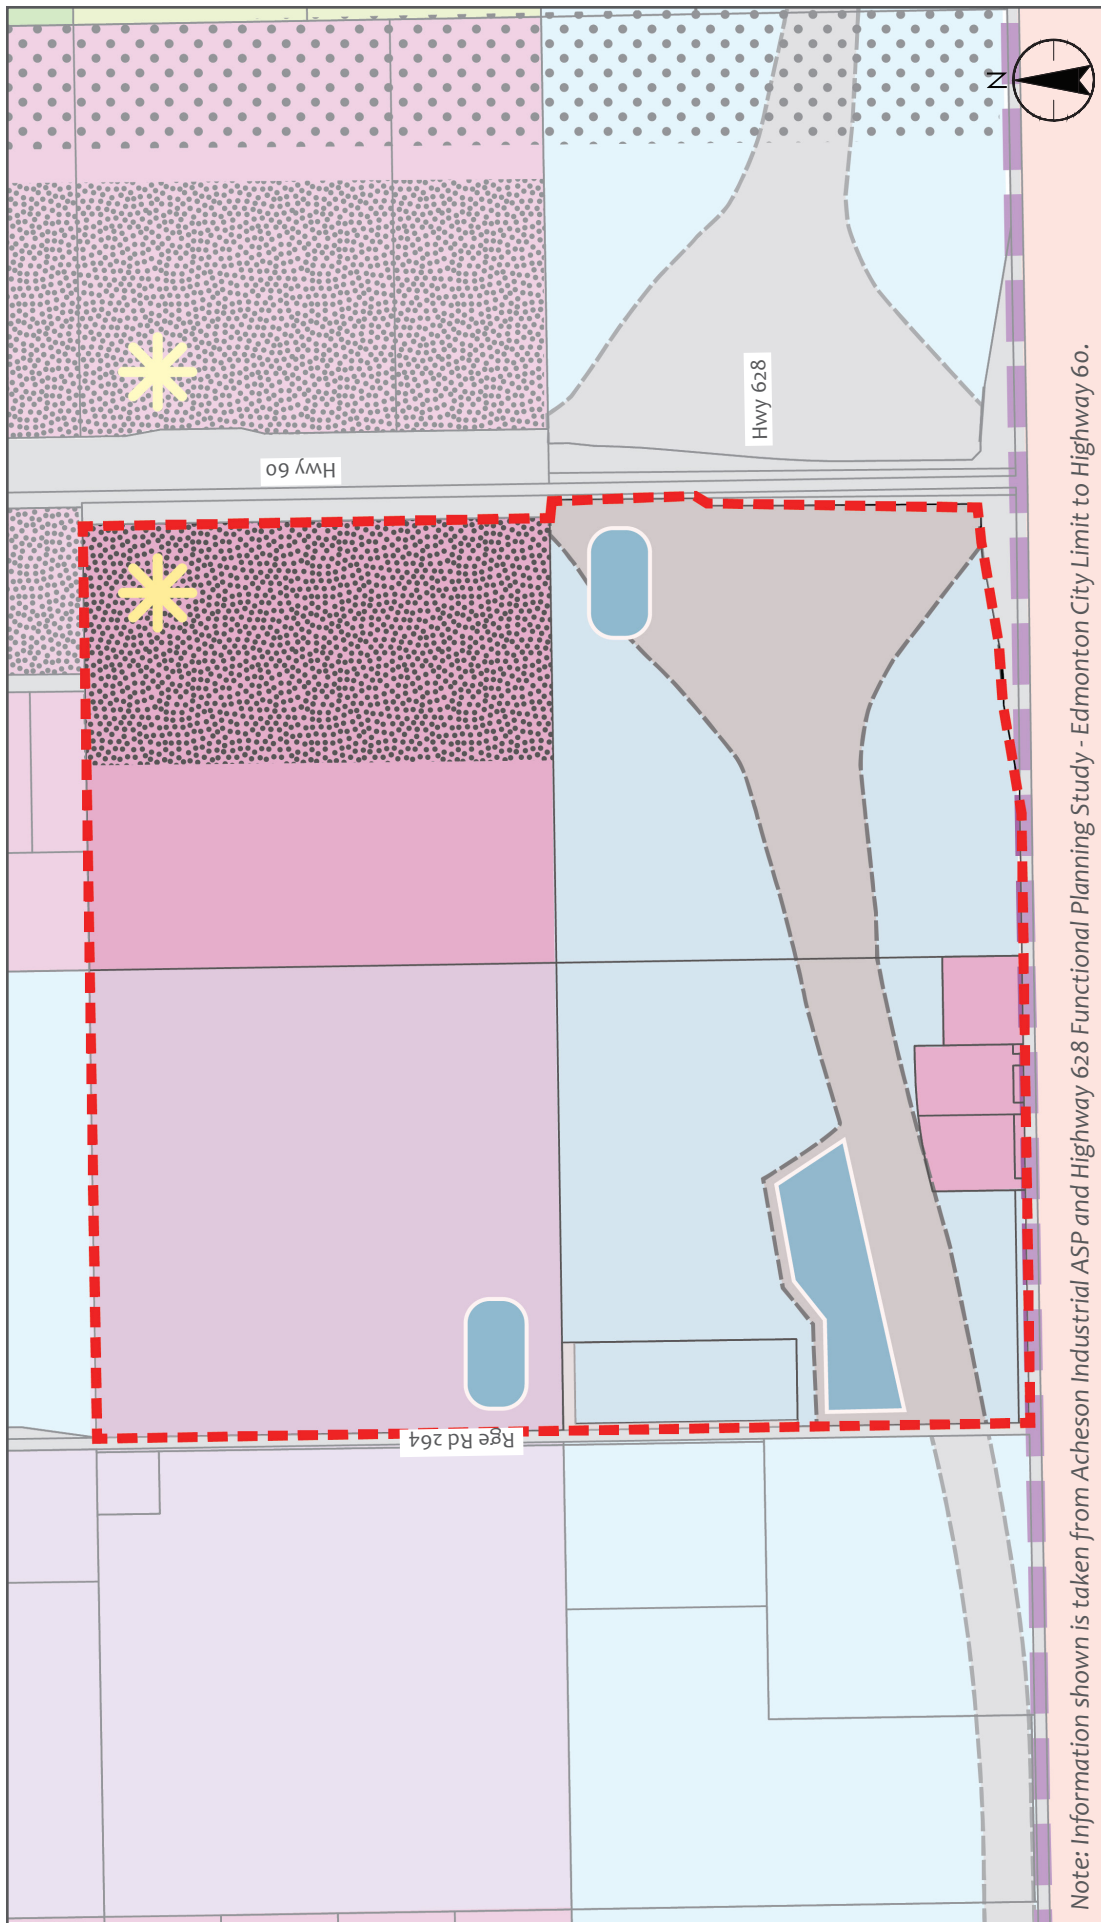 N
Hwy 60
Hwy 628
Rge Rd 264
Note: Information shown is taken from Acheson Industrial ASP and Highway 628 Functional Planning Study - Edmonton City Limit to Highway 60.